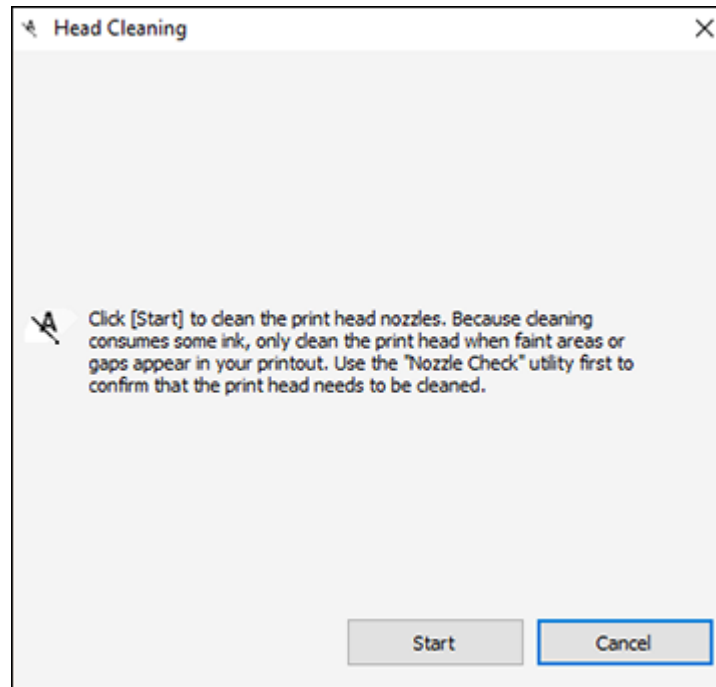 Head Cleaning
Click [Start] to clean the print head nozzles. Because cleaning
consumes some ink, only clean the print head when faint areas or
gaps appear in your printout. Use the "Nozzle Check" utility first to
confirm that the print head needs to be cleaned.
Start
Cancel